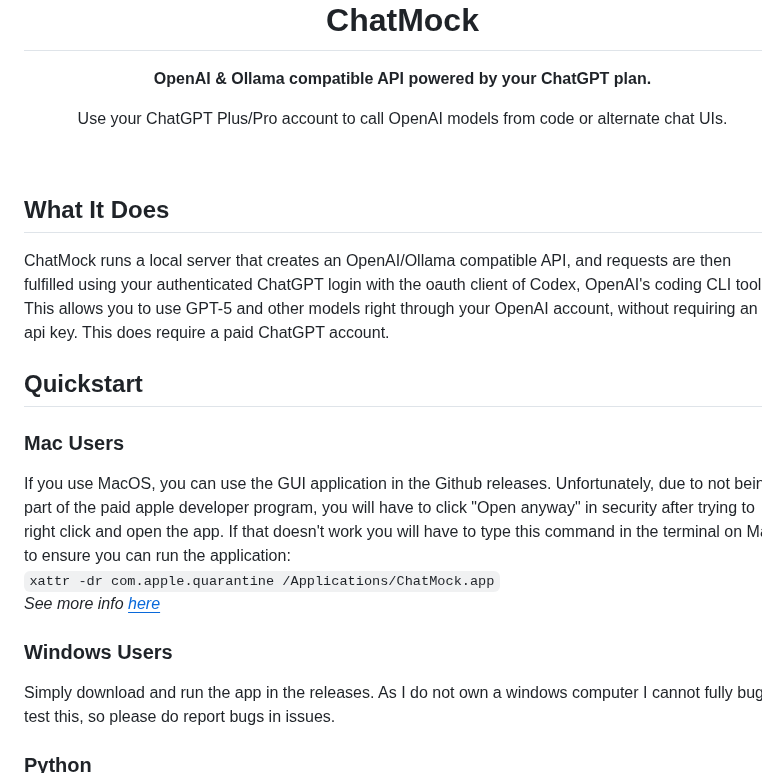 ChatMock
OpenAI & Ollama compatible API powered by your ChatGPT plan.
Use your ChatGPT Plus/Pro account to call OpenAI models from code or alternate chat UIs.
What It Does
ChatMock runs a local server that creates an OpenAI/Ollama compatible API, and requests are then
fulfilled using your authenticated ChatGPT login with the oauth client of Codex, OpenAI's coding CLI tool
This allows you to use GPT-5 and other models right through your OpenAI account, without requiring an
api key. This does require a paid ChatGPT account.
Quickstart
Mac Users
If you use MacOS, you can use the GUI application in the Github releases. Unfortunately, due to not
part of the paid apple developer program, you will have to click "Open anyway" in security after trying to
right click and open the app. If that doesn't work you will have to type this command in the terminal on
to ensure you can run the application:
xattr -dr com.apple.quarantine /Applications/ChatMock.app
See more info here
Windows Users
Simply download and run the app in the releases. As I do not own a windows computer I cannot fully bug
test this, so please do report bugs in issues.
Python